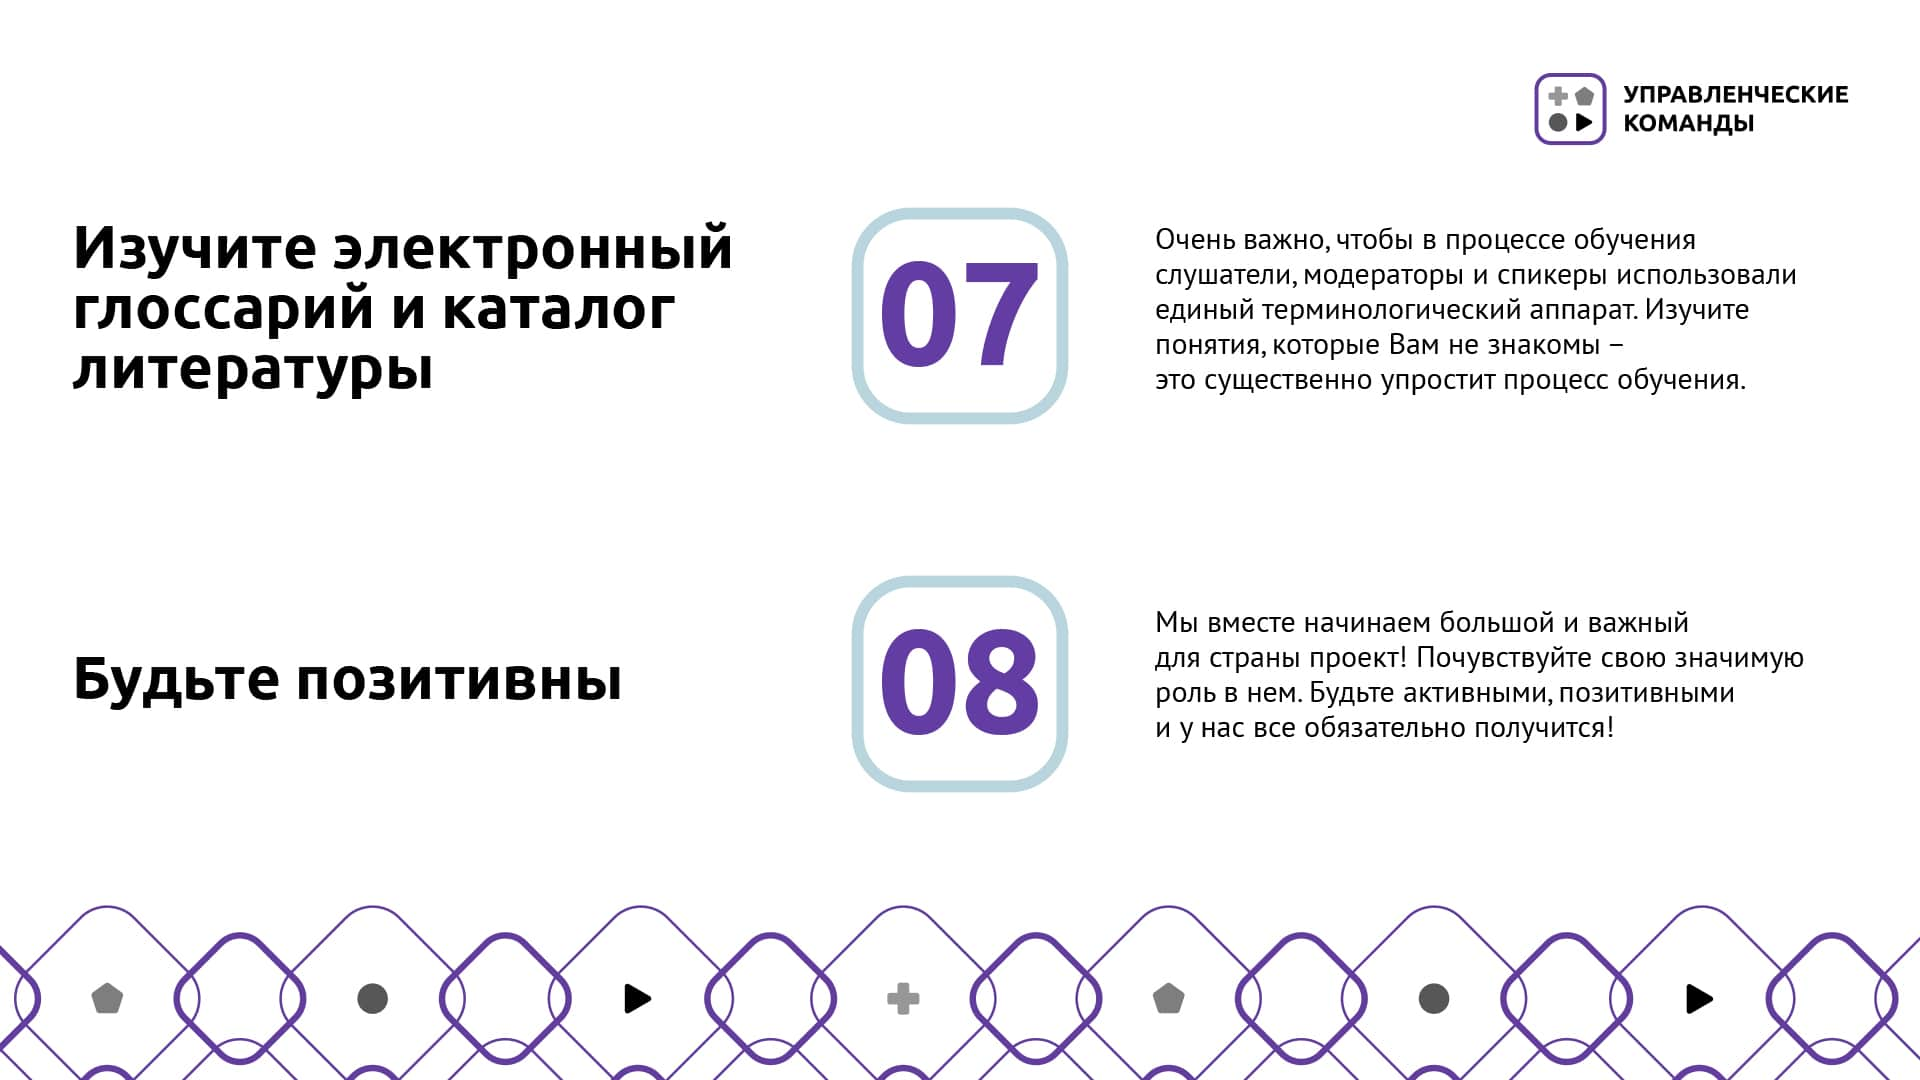 УПРАВЛЕНЧЕСКИЕ
КОМАНДЫ
Изучите электронный
глоссарий и каталог
литературы
07
Очень важно, чтобы в процессе обучения
слушатели, модераторы и спикеры использовали
единый терминологический аппарат. Изучите
понятия, которые Вам не знакомы –
это существенно упростит процесс обучения.
Будьте позитивны
08
Мы вместе начинаем большой и важный
для страны проект! Почувствуйте свою значимую
роль в нем. Будьте активными, позитивными
и у нас все обязательно получится!